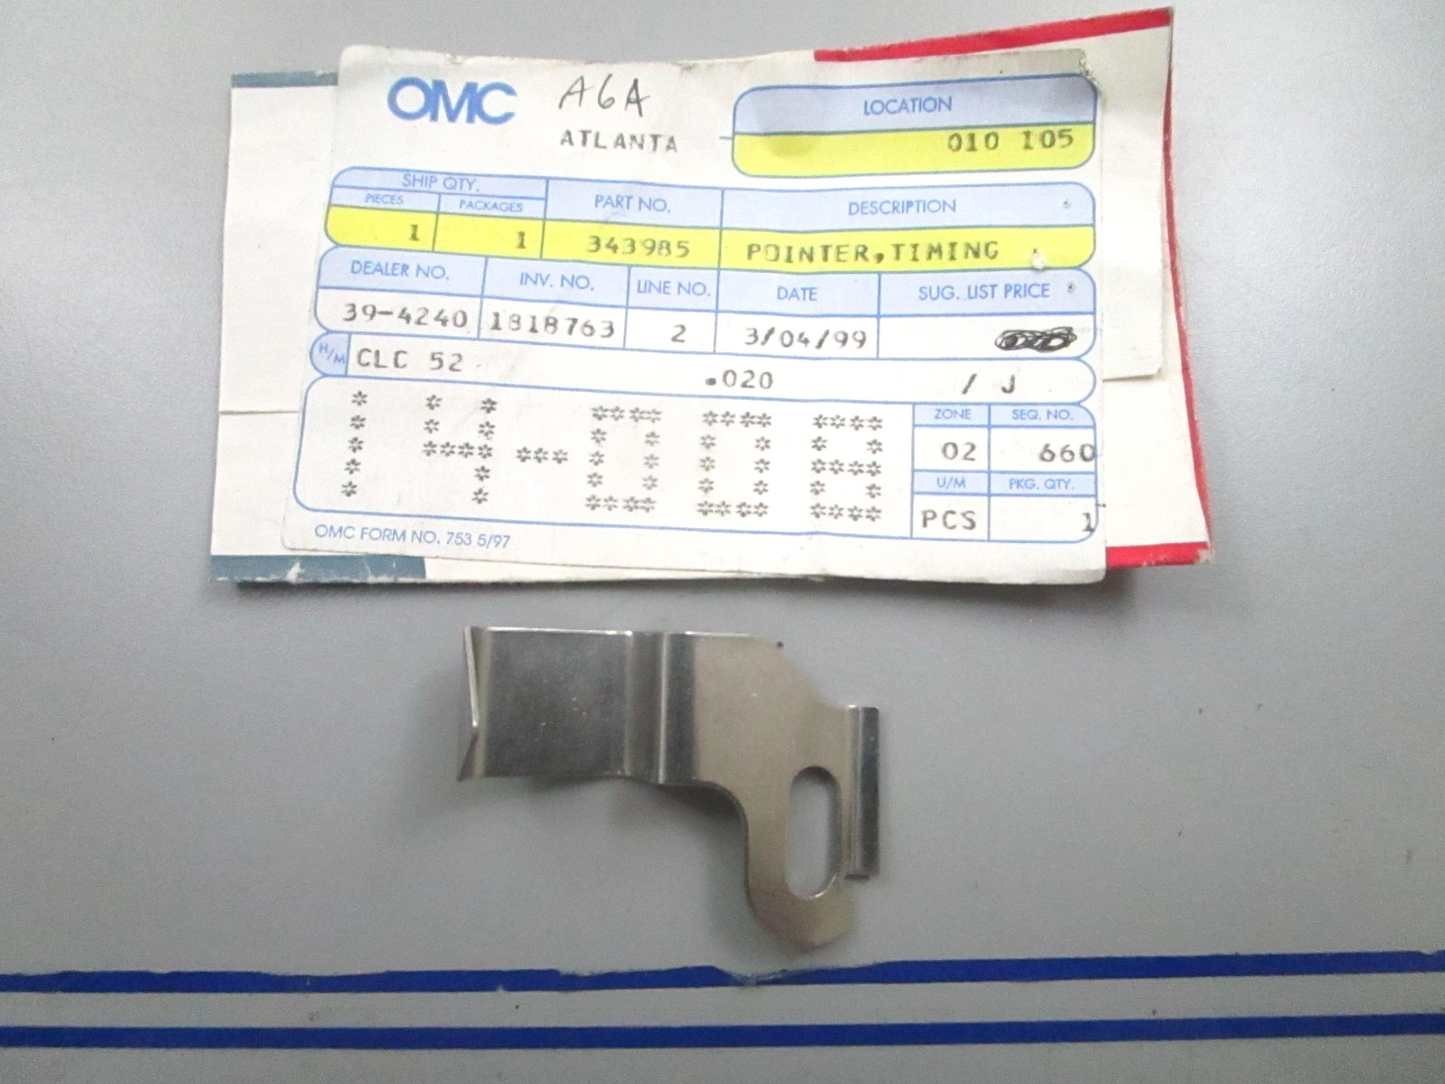 OMC A6A
ATLANTA
LOCATION
010 105
SHIP QTY.
PIECES PACKAGES PART NO. DESCRIPTION
1 1 343985 POINTER,TIMING
DEALER NO. INV. NO. LINE NO. DATE SUG. LIST PRICE
39-4240 1818763 2 3/04/99
H/M CLC 52 .020 / J
14-008
ZONE SEQ. NO.
02 660
U/M PKG. QTY.
PCS 1
OMC FORM NO. 753 5/97